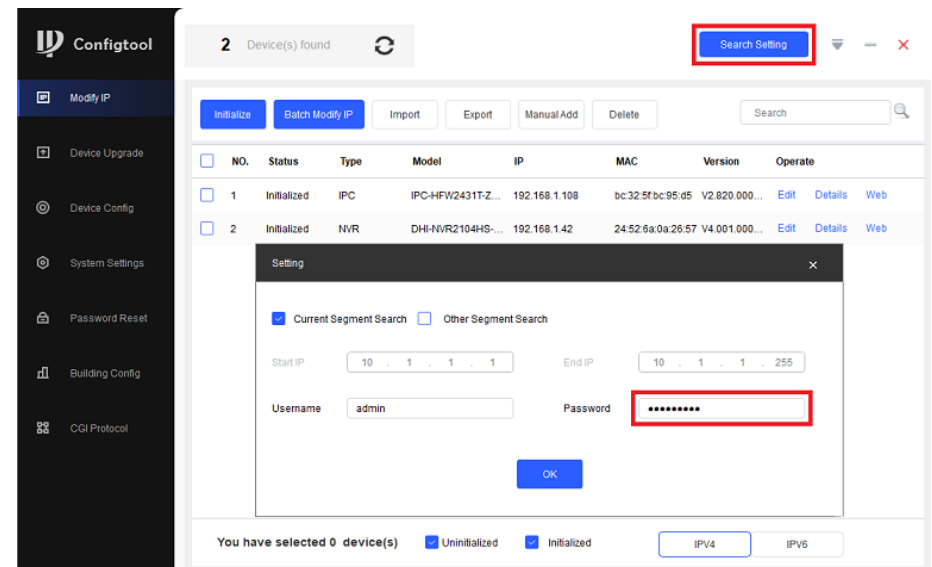 Configtool
2 Device(s) found
Search Setting
Modify IP
Device Upgrade
Device Config
System Settings
Password Reset
Building Config
CGI Protocol
Initialize Batch Modify IP Import Export Manual Add Delete Search
NO. Status Type Model IP MAC Version Operate
1 Initialized IPC IPC-HFW2431T-Z... 192.168.1.108 bc:32:5f:bc:95:d5 V2.820.000... Edit Details Web
2 Initialized NVR DHI-NVR2104HS-... 192.168.1.42 24:52:6a:0a:26:57 V4.001.000... Edit Details Web
Setting
Current Segment Search Other Segment Search
Start IP 10 . 1 . 1 . 1 End IP 10 . 1 . 1 . 255
Username admin Password •••••••••
OK
You have selected 0 device(s) Uninitialized Initialized IPV4 IPV6